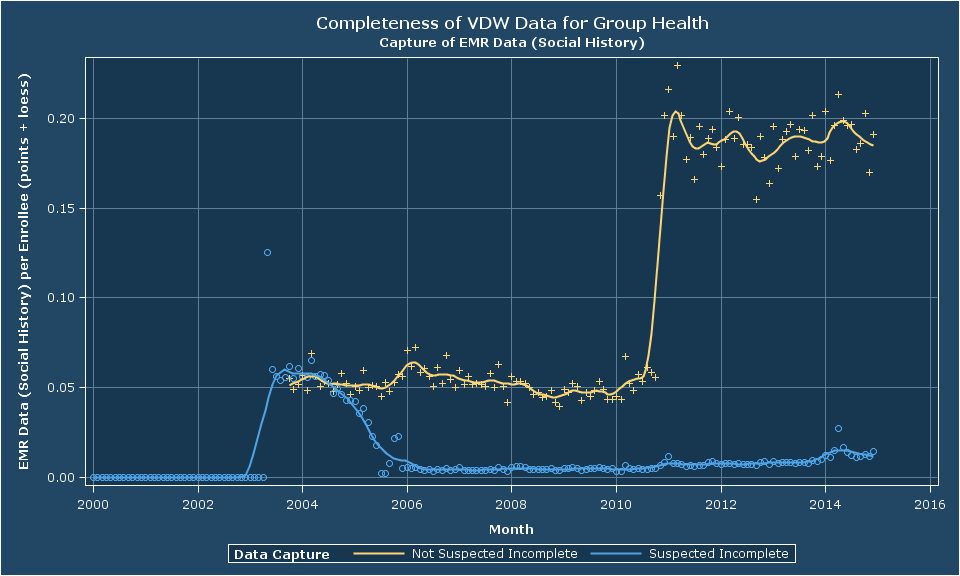 Completeness of VDW Data for Group Health
Capture of EMR Data (Social History)
EMR Data (Social History) per Enrollee (points + loess)
0.20
0.15
0.10
0.05
0.00
2000 2002 2004 2006 2008 2010 2012 2014 2016
Month
Data Capture Not Suspected Incomplete Suspected Incomplete